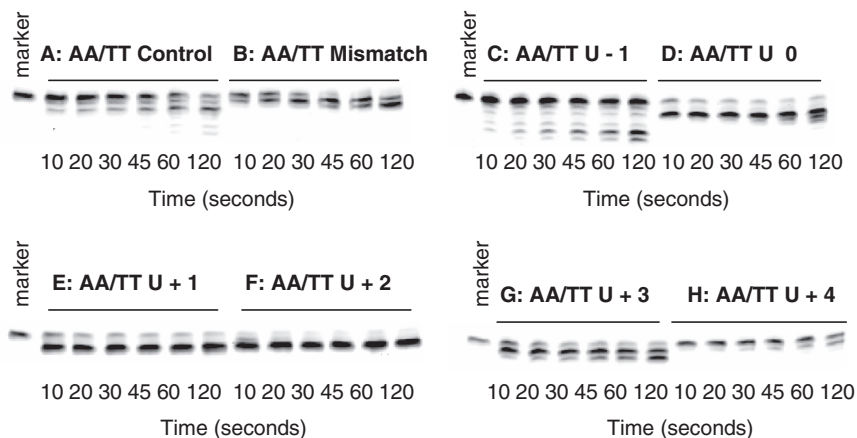 marker
A: AA/TT Control B: AA/TT Mismatch
10 20 30 45 60 120 10 20 30 45 60 120
Time (seconds)
marker
C: AA/TT U - 1 D: AA/TT U 0
10 20 30 45 60 120 10 20 30 45 60 120
Time (seconds)
marker
E: AA/TT U + 1 F: AA/TT U + 2
10 20 30 45 60 120 10 20 30 45 60 120
Time (seconds)
marker
G: AA/TT U + 3 H: AA/TT U + 4
10 20 30 45 60 120 10 20 30 45 60 120
Time (seconds)